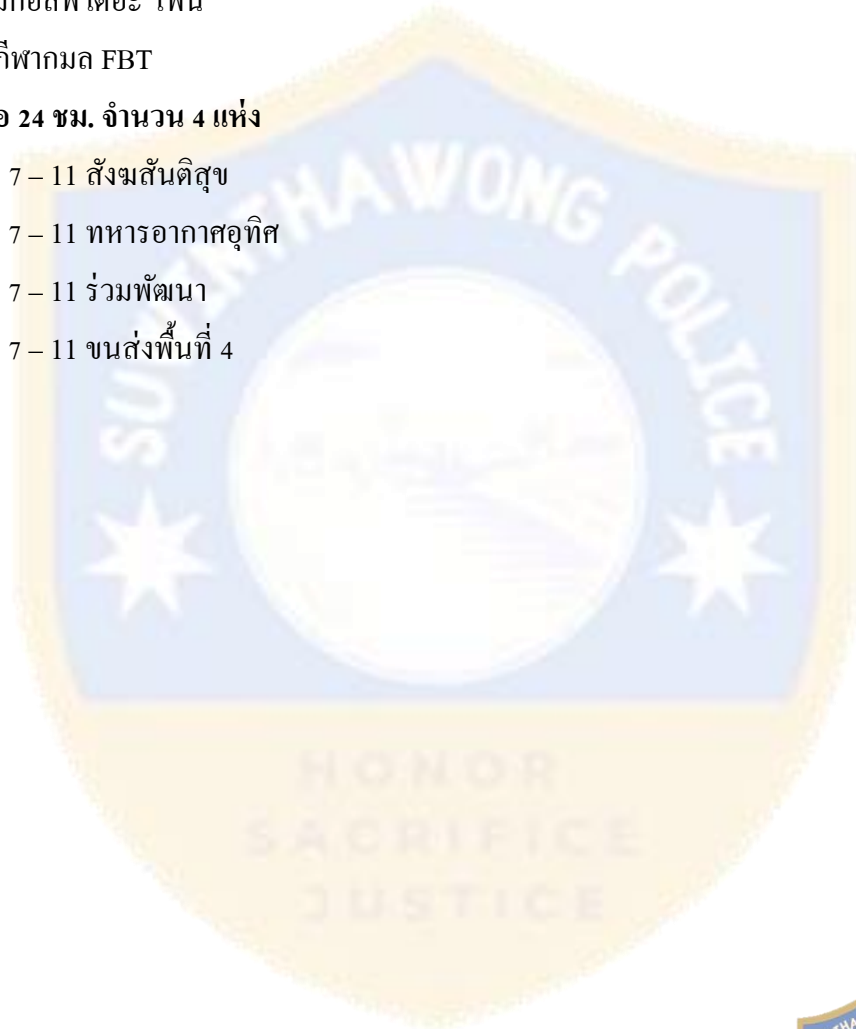 กีฬากมล FBT
24 ชม. จำนวน 4 แห่ง
7 – 11 สังฆสันติสุข
7 – 11 ทหารอากาศอุทิศ
7 – 11 ร่วมพัฒนา
7 – 11 ขนส่งพื้นที่ 4
SUVINTHAWONG POLICE
HONOR
SACRIFICE
JUSTICE